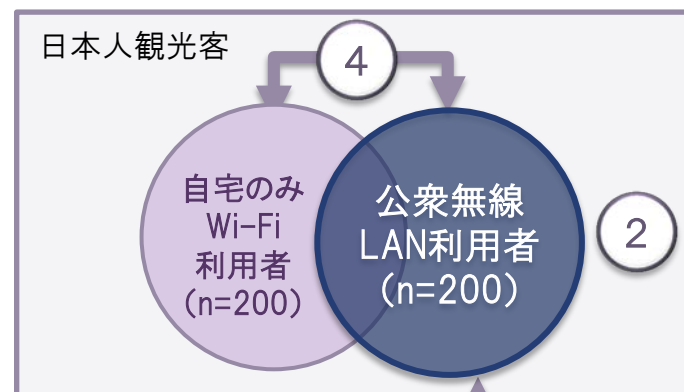 日本人観光客
4
自宅のみ
Wi-Fi
利用者
(n=200)
公衆無線
LAN利用者
(n=200)
2